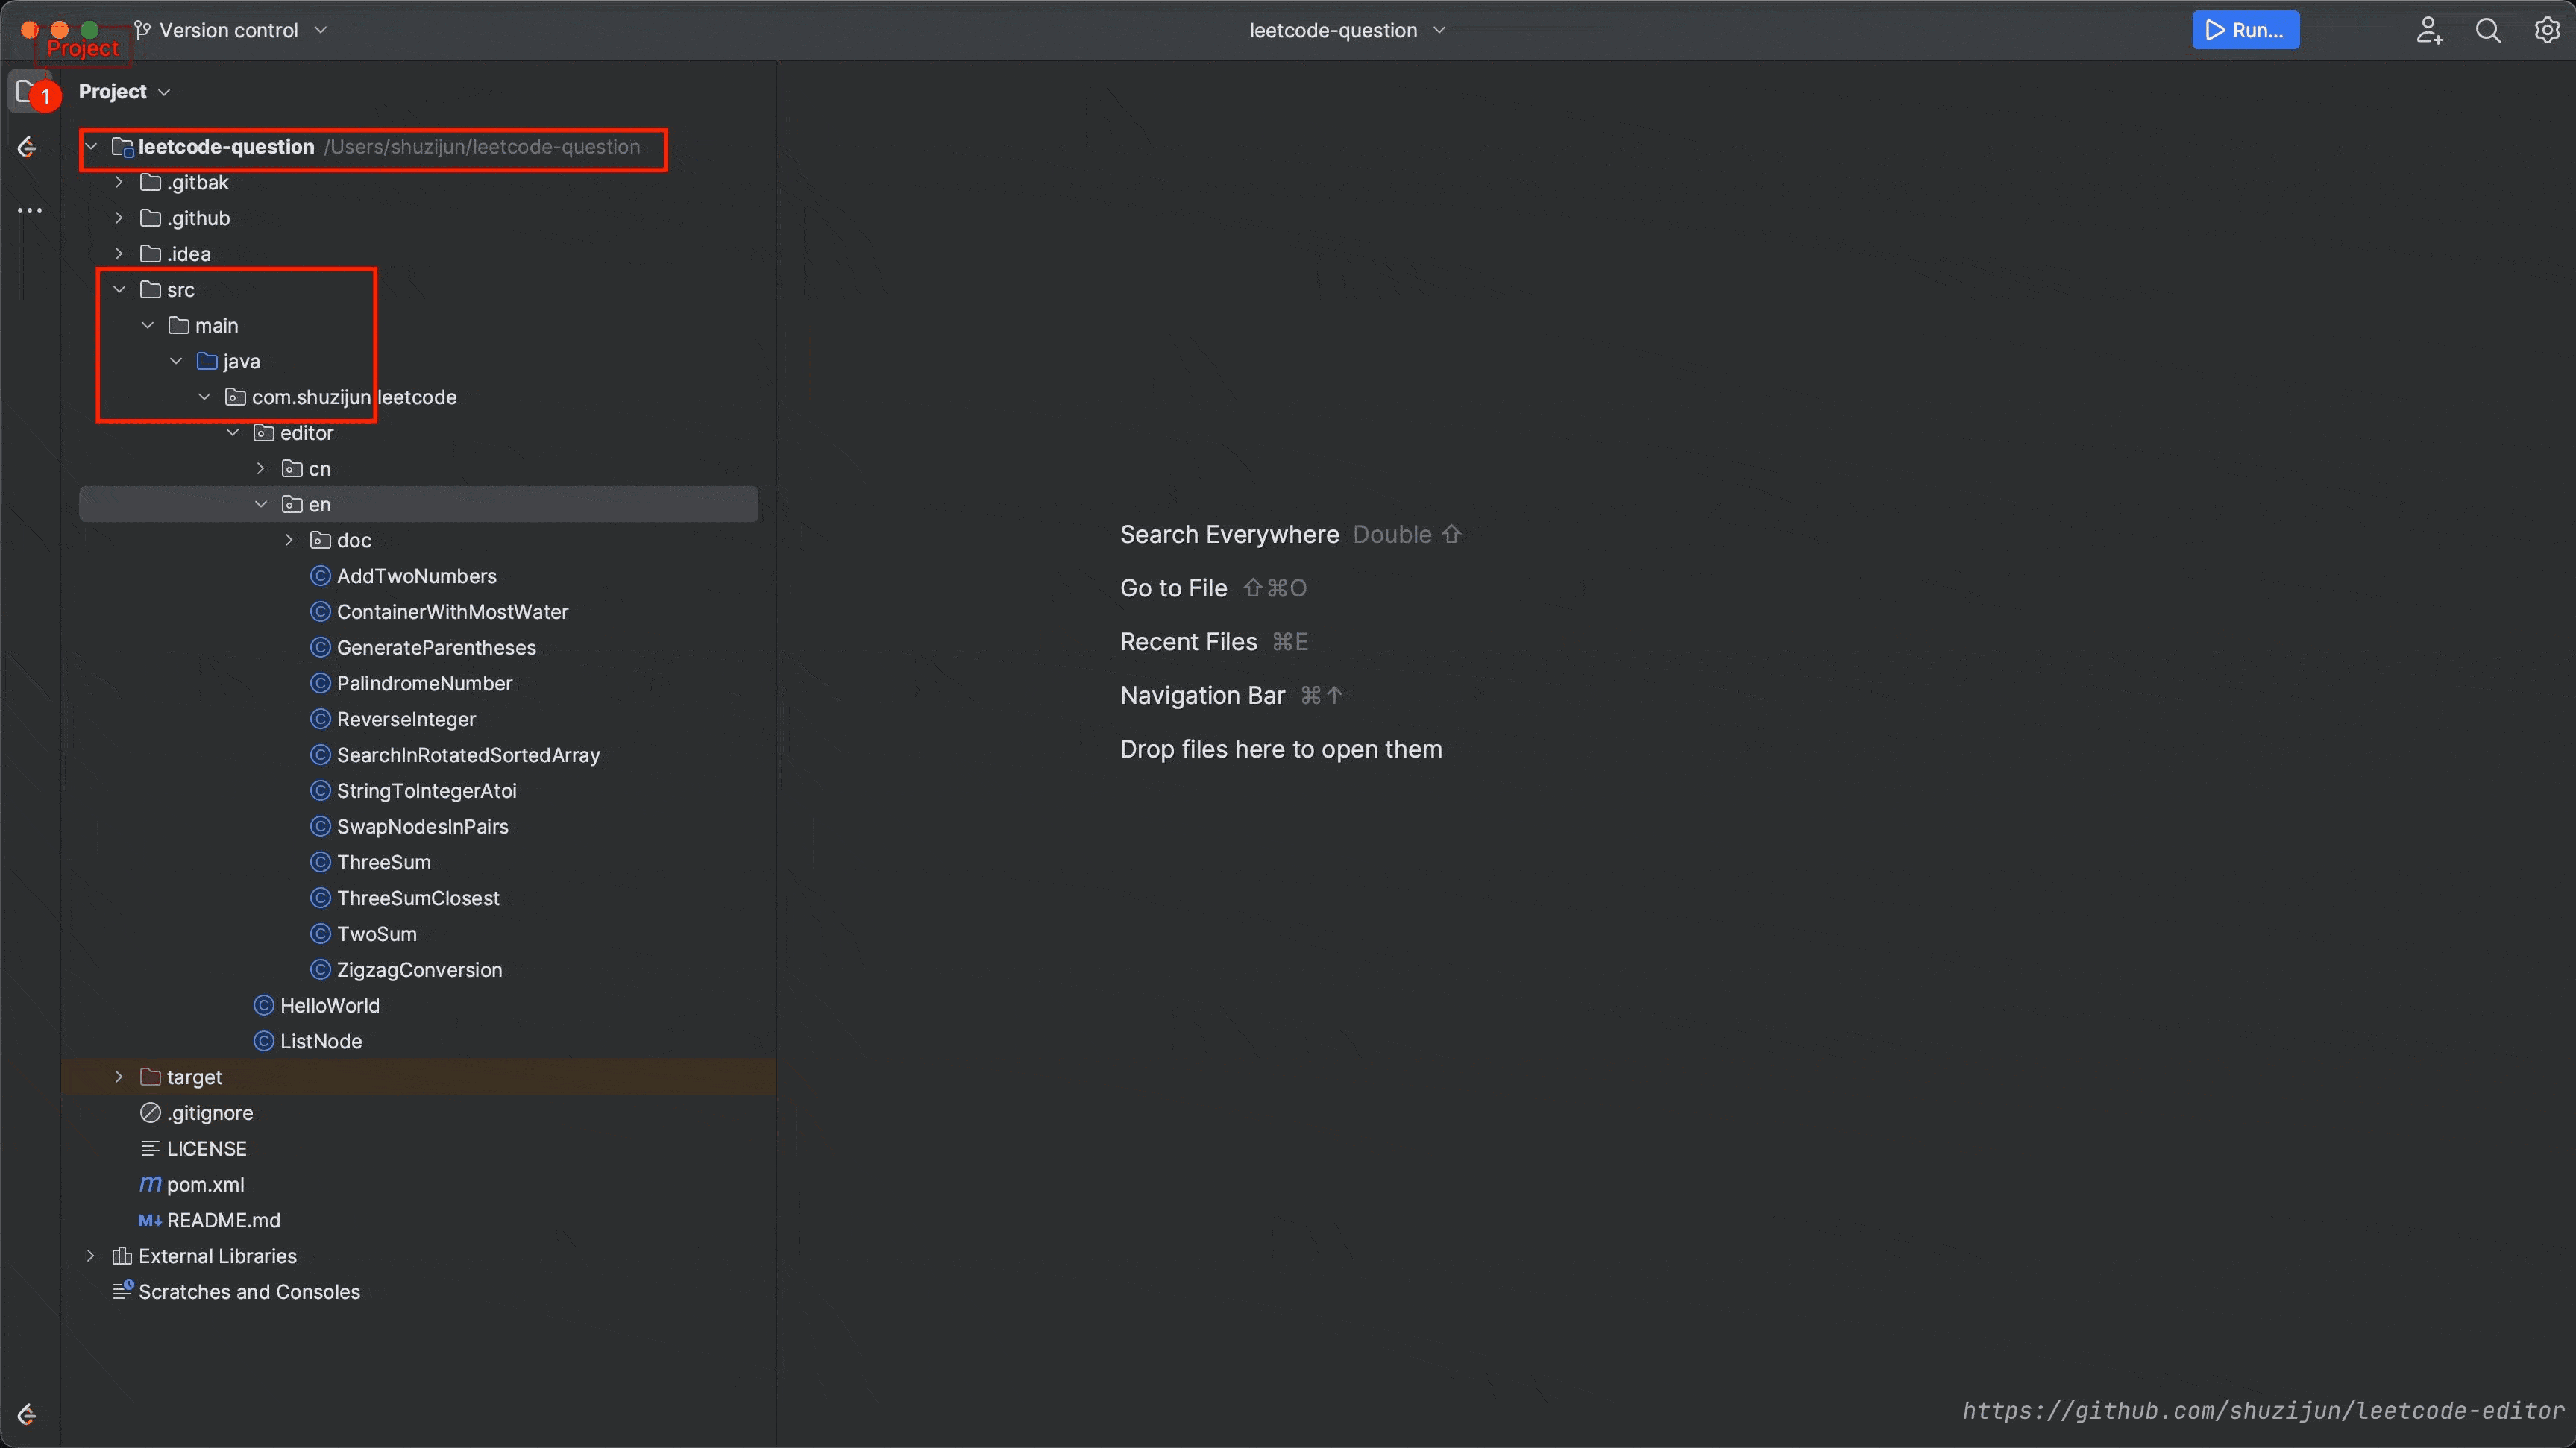 Version control
leetcode-question
Run...
Project
1
Project
leetcode-question /Users/shuzijun/leetcode-question
.gitbak
.github
.idea
src
main
java
com.shuzijun.leetcode
editor
cn
en
doc
AddTwoNumbers
ContainerWithMostWater
GenerateParentheses
PalindromeNumber
ReverseInteger
SearchInRotatedSortedArray
StringToIntegerAtoi
SwapNodesInPairs
ThreeSum
ThreeSumClosest
TwoSum
ZigzagConversion
HelloWorld
ListNode
target
.gitignore
LICENSE
pom.xml
README.md
External Libraries
Scratches and Consoles
Search Everywhere Double ⇧
Go to File ⇧⌘O
Recent Files ⌘E
Navigation Bar ⌘↑
Drop files here to open them
https://github.com/shuzijun/leetcode-editor